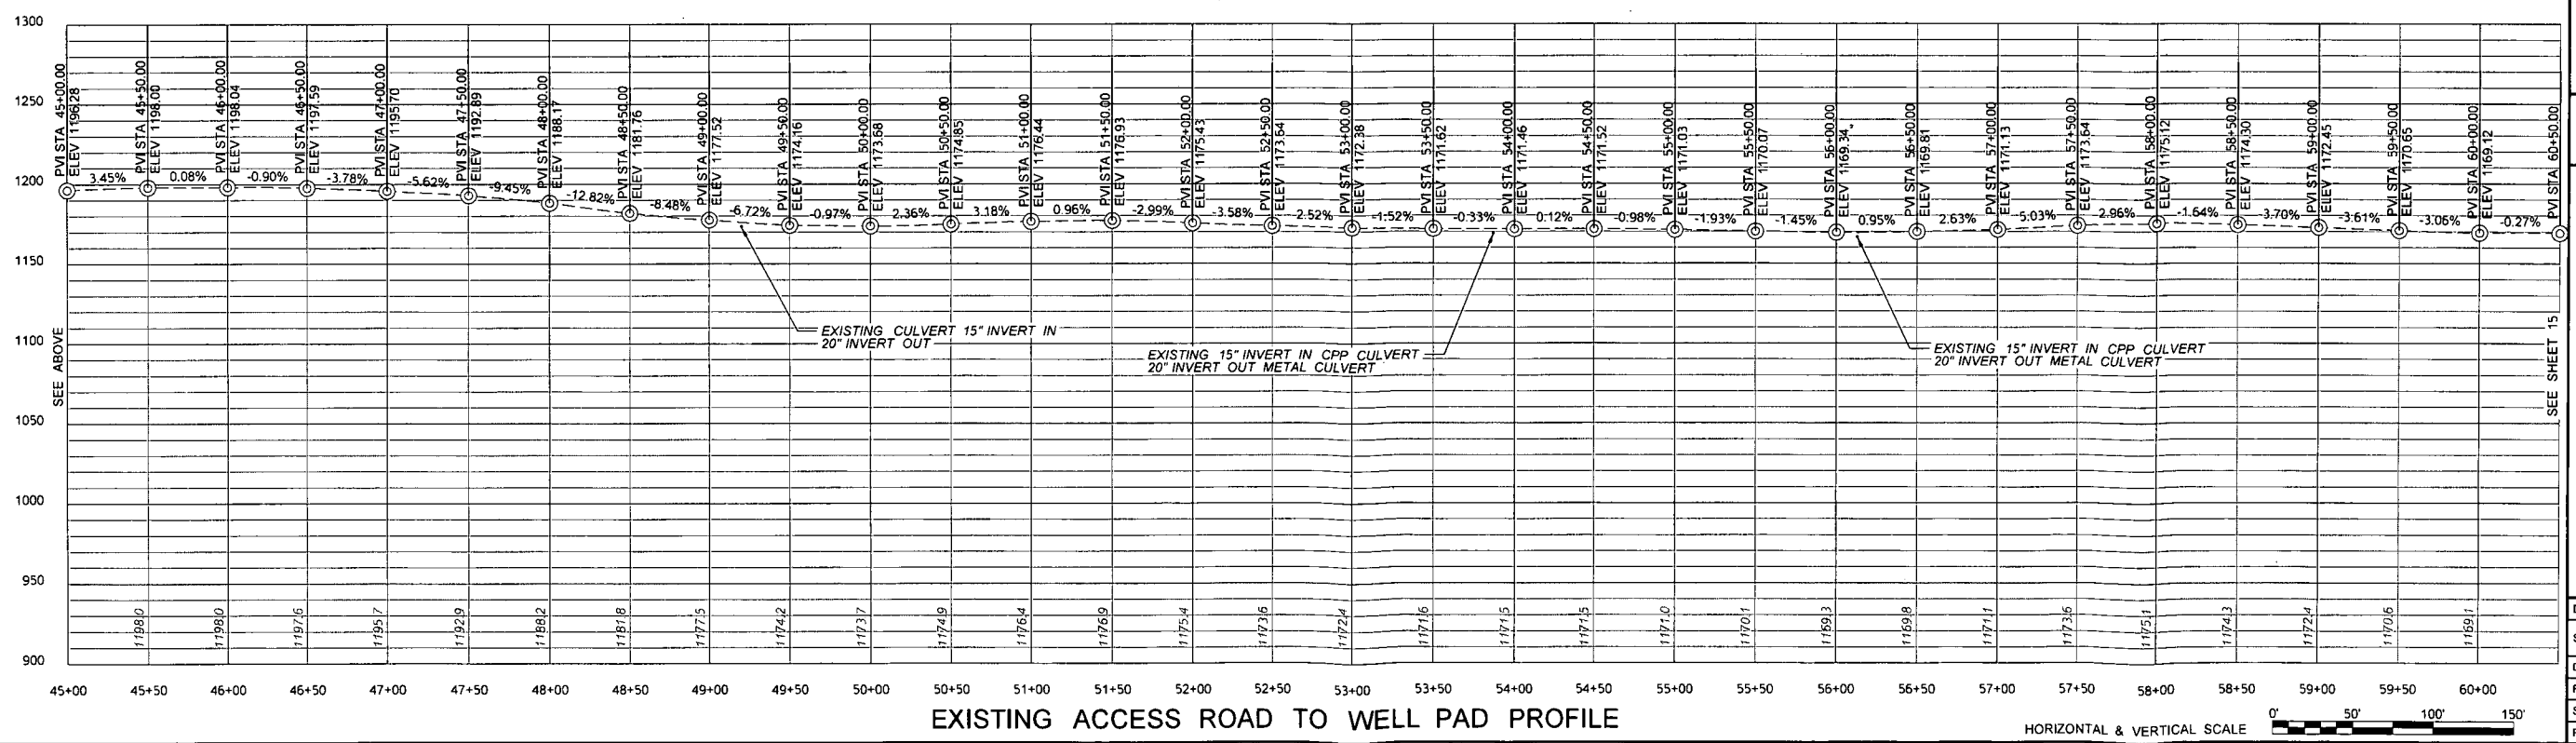 1300
1250
1200
1150
1100
1050
1000
950
900
SEE ABOVE
PVI STA 45+00.00
ELEV 1196.28
PVI STA 45+50.00
ELEV 1198.00
PVI STA 46+00.00
ELEV 1198.04
PVI STA 46+50.00
ELEV 1197.59
PVI STA 47+00.00
ELEV 1195.70
PVI STA 47+50.00
ELEV 1192.89
PVI STA 48+00.00
ELEV 1188.17
PVI STA 48+50.00
ELEV 1181.76
PVI STA 49+00.00
ELEV 1177.52
PVI STA 49+50.00
ELEV 1174.16
PVI STA 50+00.00
ELEV 1173.68
PVI STA 50+50.00
ELEV 1174.85
PVI STA 51+00.00
ELEV 1176.44
PVI STA 51+50.00
ELEV 1176.93
PVI STA 52+00.00
ELEV 1175.43
PVI STA 52+50.00
ELEV 1173.64
PVI STA 53+00.00
ELEV 1172.38
PVI STA 53+50.00
ELEV 1171.62
PVI STA 54+00.00
ELEV 1171.46
PVI STA 54+50.00
ELEV 1171.52
PVI STA 55+00.00
ELEV 1171.03
PVI STA 55+50.00
ELEV 1170.07
PVI STA 56+00.00
ELEV 1169.34
PVI STA 56+50.00
ELEV 1169.81
PVI STA 57+00.00
ELEV 1171.13
PVI STA 57+50.00
ELEV 1173.64
PVI STA 58+00.00
ELEV 1175.12
PVI STA 58+50.00
ELEV 1174.30
PVI STA 59+00.00
ELEV 1172.45
PVI STA 59+50.00
ELEV 1170.65
PVI STA 60+00.00
ELEV 1169.12
PVI STA 60+50.00
3.45% 0.08% -0.90% -3.78% -5.62% -9.45% -12.82% -8.48% -6.72% -0.97% 2.36% 3.18% 0.96% -2.99% -3.58% -2.52% -1.52% -0.33% 0.12% -0.98% -1.93% -1.45% 0.95% 2.63% 5.03% 2.96% -1.64% -3.70% -3.61% -3.06% -0.27%
EXISTING CULVERT 15" INVERT IN
20" INVERT OUT
EXISTING 15" INVERT IN CPP CULVERT
20" INVERT OUT METAL CULVERT
EXISTING 15" INVERT IN CPP CULVERT
20" INVERT OUT METAL CULVERT
SEE SHEET 15
1198.0 1198.0 1197.6 1195.7 1192.9 1188.2 1181.8 1177.5 1174.2 1173.7 1174.9 1176.4 1176.9 1175.4 1173.6 1172.4 1171.6 1171.5 1171.5 1171.0 1170.1 1169.3 1169.8 1171.1 1173.6 1175.1 1174.3 1172.4 1170.6 1169.1
45+00 45+50 46+00 46+50 47+00 47+50 48+00 48+50 49+00 49+50 50+00 50+50 51+00 51+50 52+00 52+50 53+00 53+50 54+00 54+50 55+00 55+50 56+00 56+50 57+00 57+50 58+00 58+50 59+00 59+50 60+00
EXISTING ACCESS ROAD TO WELL PAD PROFILE
HORIZONTAL & VERTICAL SCALE
0' 50' 100' 150'